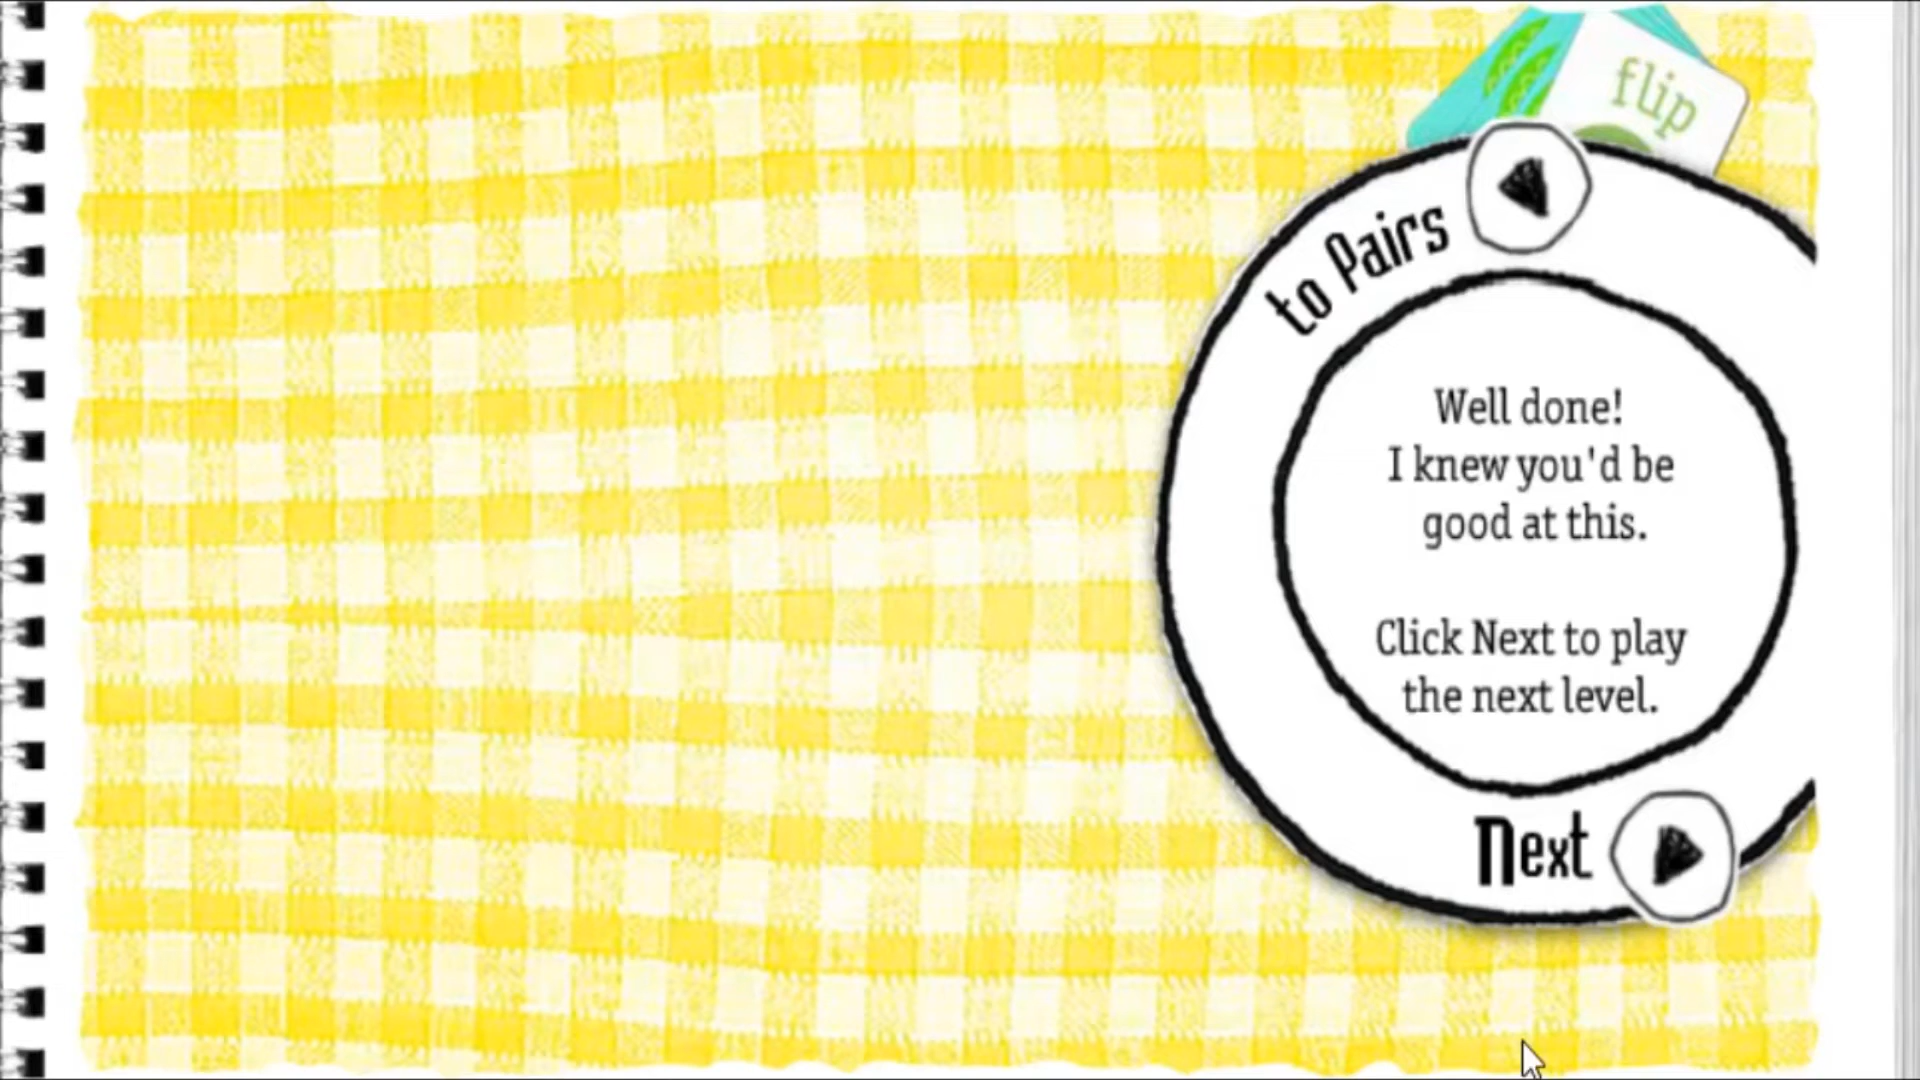 flip
to Pairs
Well done!
I knew you'd be
good at this.
Click Next to play
the next level.
Next